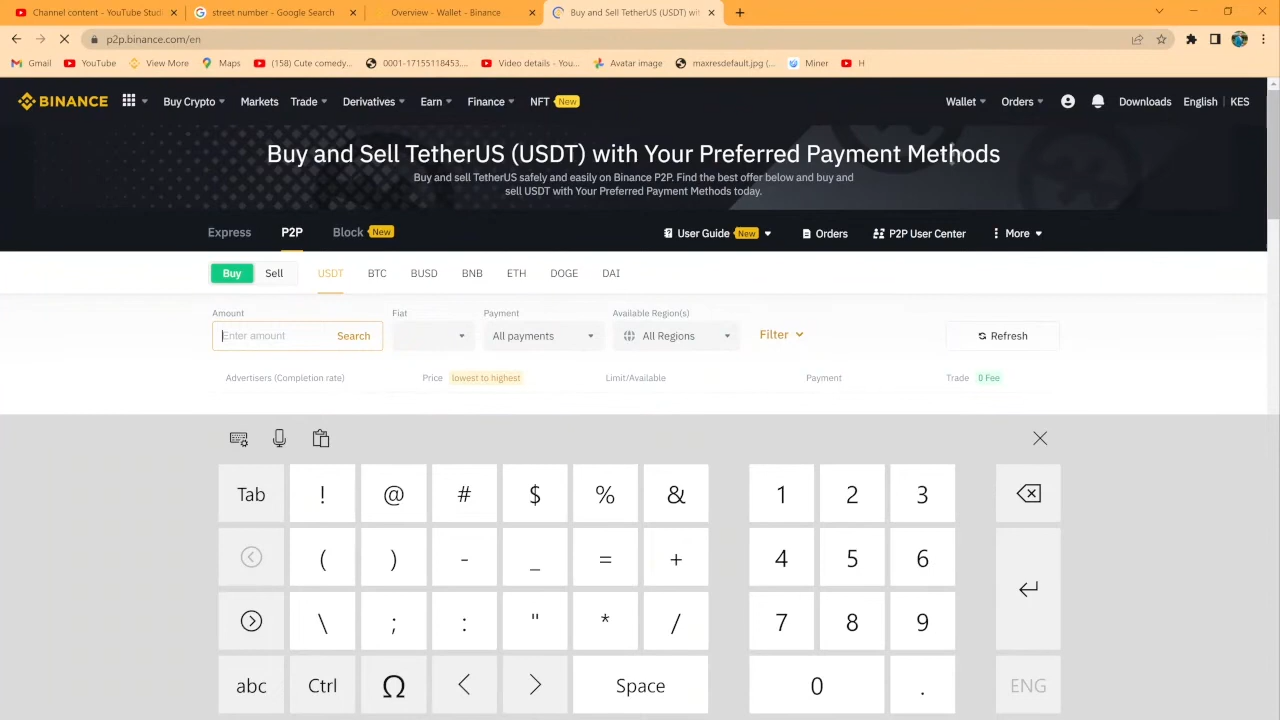 Channel content - YouTube Studi
street number - Google Search
Overview - Wallet - Binance
Buy and Sell TetherUS (USDT) wit
p2p.binance.com/en
Gmail YouTube View More Maps (158) Cute comedy... 0001-17155118453.... Video details - You... Avatar image maxresdefault.jpg (... Miner H
BINANCE Buy Crypto Markets Trade Derivatives Earn Finance NFT New Wallet Orders Downloads English | KES
Buy and Sell TetherUS (USDT) with Your Preferred Payment Methods
Buy and sell TetherUS safely and easily on Binance P2P. Find the best offer below and buy and
sell USDT with Your Preferred Payment Methods today.
Express P2P Block New User Guide New Orders P2P User Center More
Buy Sell USDT BTC BUSD BNB ETH DOGE DAI
Amount Fiat Payment Available Region(s)
Enter amount Search All payments All Regions Filter Refresh
Advertisers (Completion rate) Price lowest to highest Limit/Available Payment Trade 0 Fee
Tab ! @ # $ % & 1 2 3
( ) - _ = + 4 5 6
\ ; : " * / 7 8 9
abc Ctrl Ω Space 0 . ENG